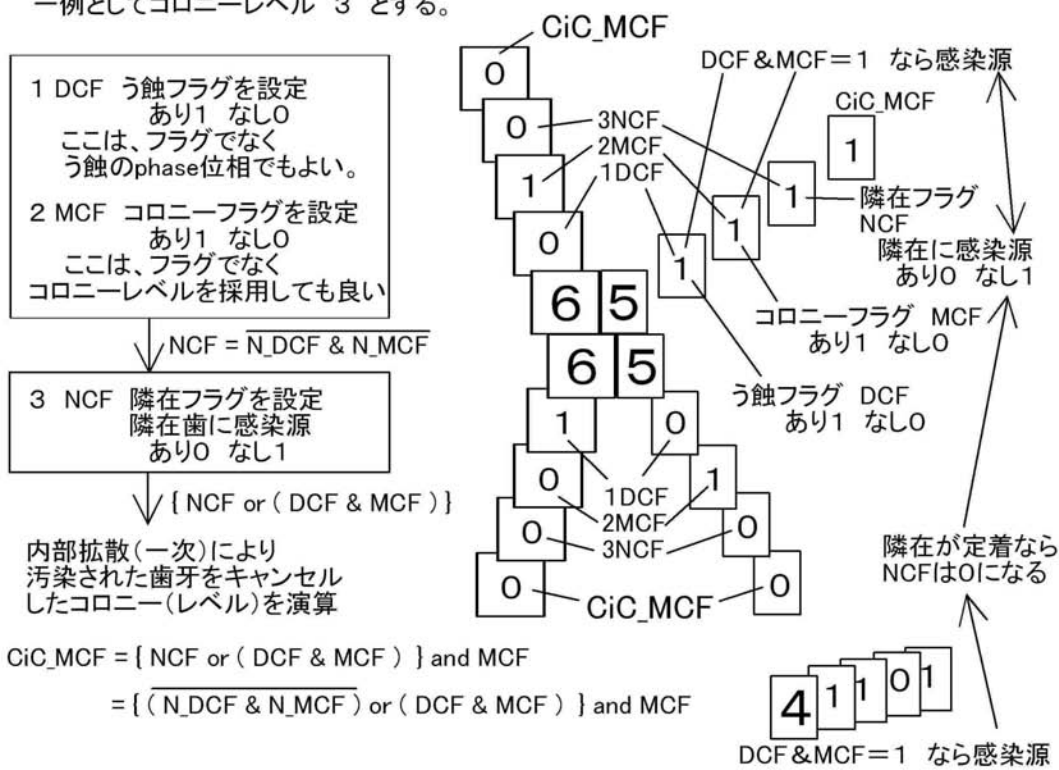 一例としてコロニーレベル "3" とする。
1 DCF う蝕フラグを設定
あり1 なし0
ここは、フラグでなく
う蝕のphase位相でもよい。
2 MCF コロニーフラグを設定
あり1 なし0
ここは、フラグでなく
コロニーレベルを採用しても良い
NCF = N_DCF & N_MCF
3 NCF 隣在フラグを設定
隣在歯に感染源
あり0 なし1
{ NCF or ( DCF & MCF )}
内部拡散(一次)により
汚染された歯牙をキャンセル
したコロニー(レベル)を演算
CiC_MCF = { NCF or ( DCF & MCF ) } and MCF
= { ( N_DCF & N_MCF ) or ( DCF & MCF ) } and MCF
CiC_MCF
0
0
1
0
3NCF
2MCF
1DCF
6 5
6 5
1
0
0
0
0
1
0
0
1DCF
2MCF
3NCF
CiC_MCF
DCF&MCF=1 なら感染源
CiC_MCF
1
1
1
1
隣在フラグ
NCF
隣在に感染源
あり0 なし1
コロニーフラグ MCF
あり1 なし0
う蝕フラグ DCF
あり1 なし0
隣在が定着なら
NCFは0になる
4 1 1 0 1
DCF&MCF=1 なら感染源